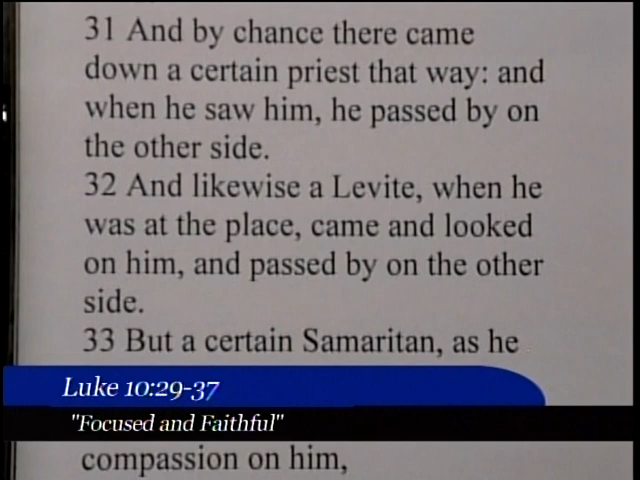 31 And by chance there came
down a certain priest that way: and
when he saw him, he passed by on
the other side.
32 And likewise a Levite, when he
was at the place, came and looked
on him, and passed by on the other
side.
33 But a certain Samaritan, as he
Luke 10:29-37
"Focused and Faithful"
compassion on him,